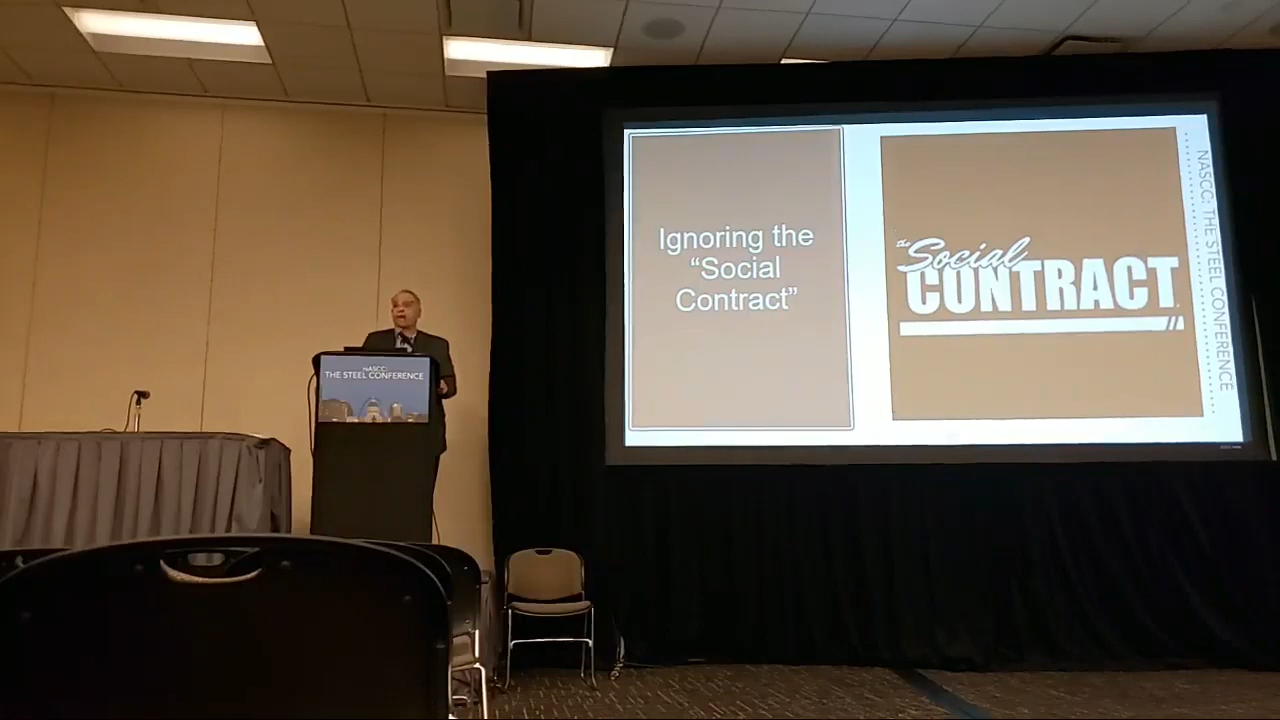 Ignoring the
“Social
Contract”
the Social
CONTRACT
NASCC: THE STEEL CONFERENCE
NASCC:
THE STEEL CONFERENCE